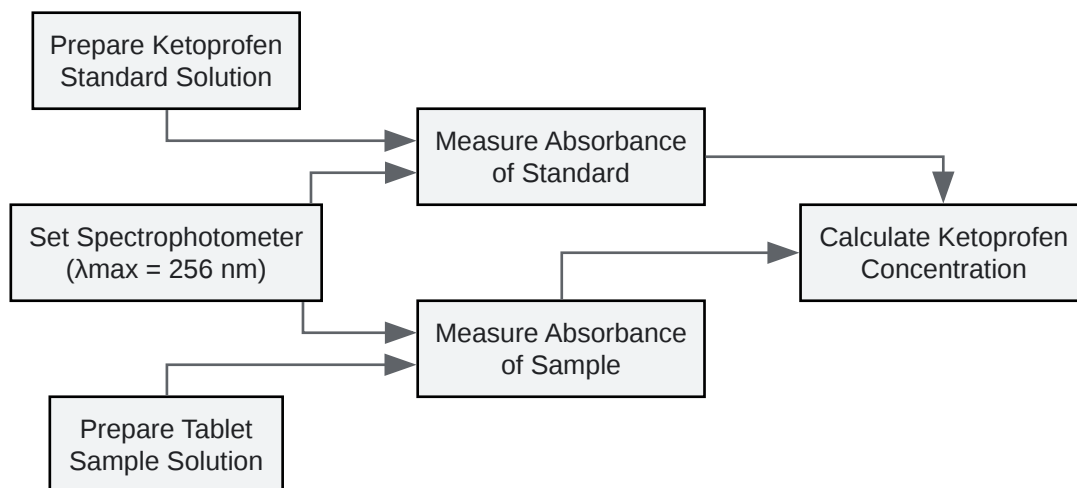 Prepare Ketoprofen
Standard Solution
Measure Absorbance
of Standard
Set Spectrophotometer
(λmax = 256 nm)
Calculate Ketoprofen
Concentration
Measure Absorbance
of Sample
Prepare Tablet
Sample Solution